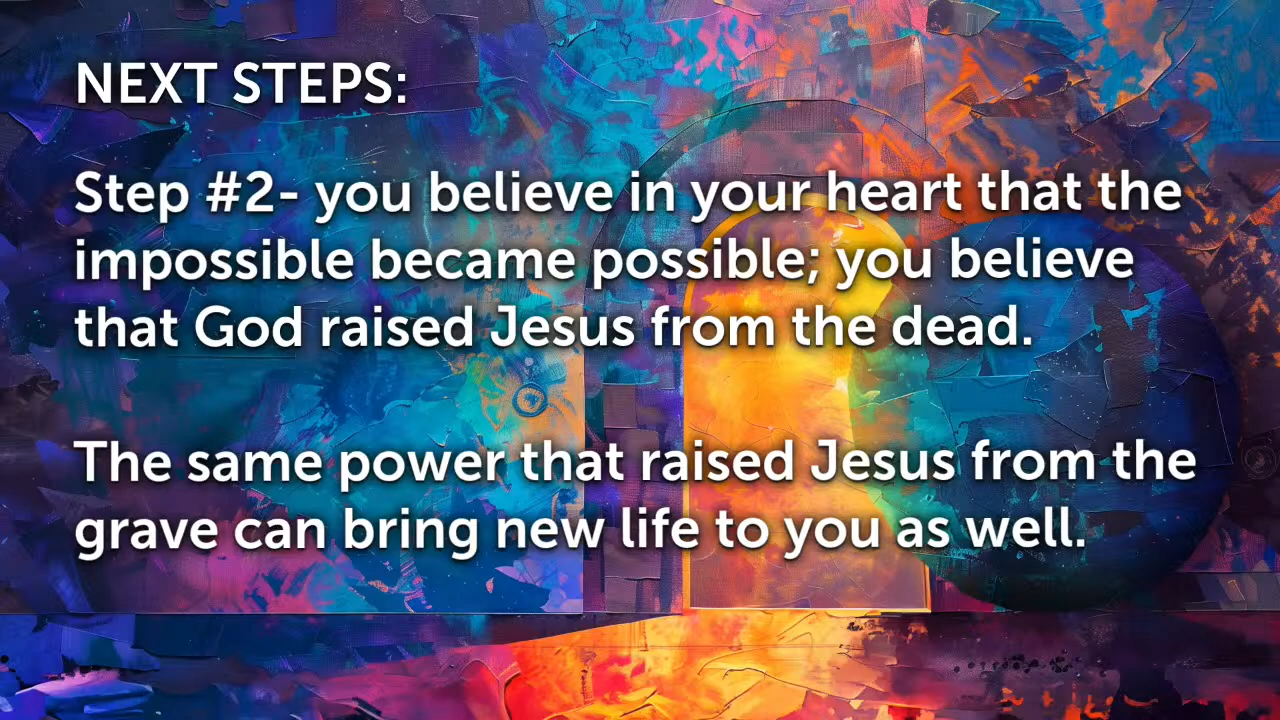 NEXT STEPS:
Step #2- you believe in your heart that the
impossible became possible; you believe
that God raised Jesus from the dead.
The same power that raised Jesus from the
grave can bring new life to you as well.